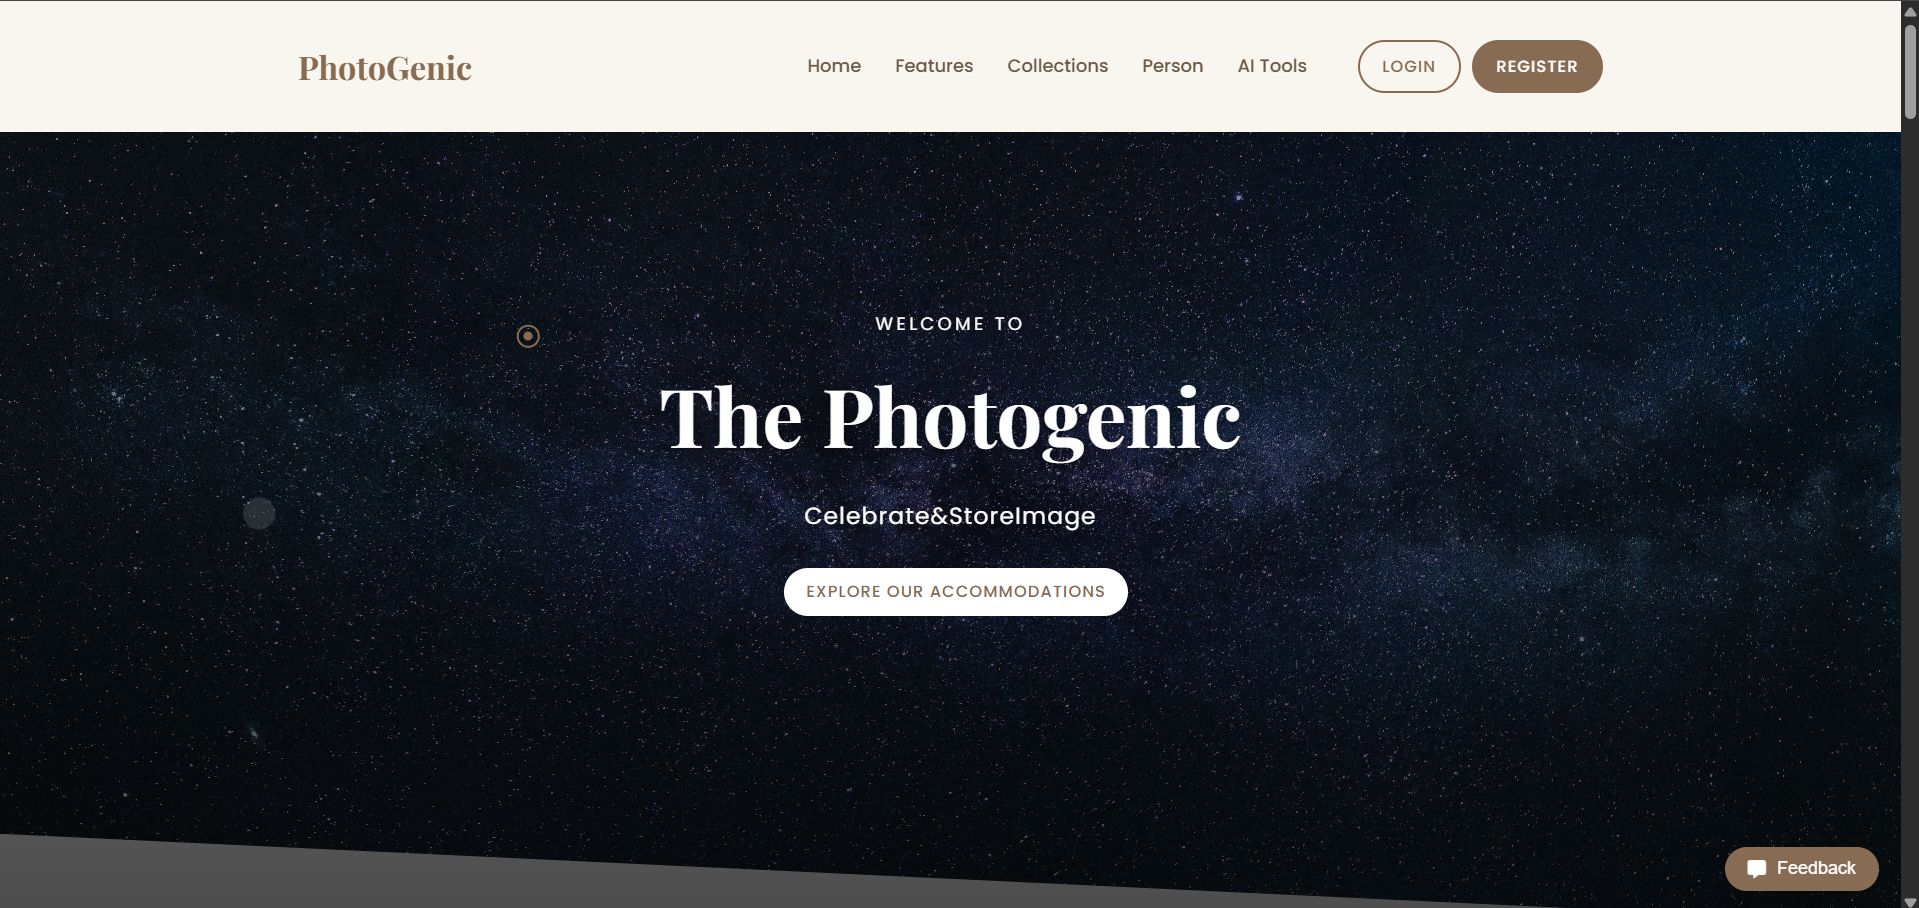 PhotoGenic
Home Features Collections Person AI Tools LOGIN REGISTER
WELCOME TO
The Photogenic
Celebrate&StoreImage
EXPLORE OUR ACCOMMODATIONS
Feedback